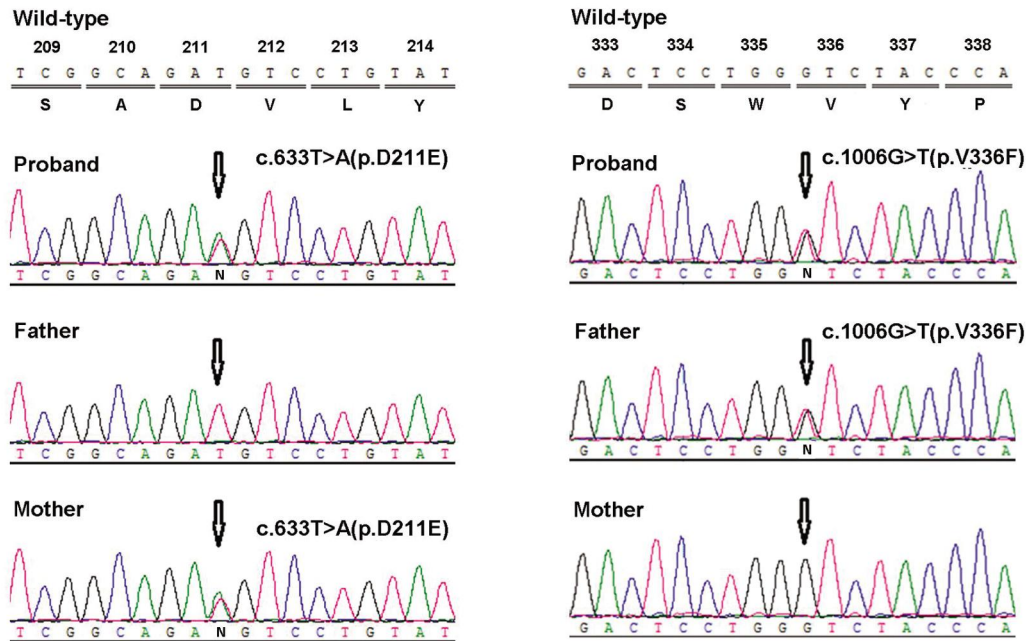 Wild-type
209 210 211 212 213 214
T C G G C A G A T G T C C T G T A T
S A D V L Y
Proband
c.633T>A(p.D211E)
T C G G C A G A N G T C C T G T A T
Father
T C G G C A G A T G T C C T G T A T
Mother
c.633T>A(p.D211E)
T C G G C A G A N G T C C T G T A T
Wild-type
333 334 335 336 337 338
G A C T C C T G G G T C T A C C C A
D S W V Y P
Proband
c.1006G>T(p.V336F)
G A C T C C T G G N T C T A C C C A
Father
c.1006G>T(p.V336F)
G A C T C C T G G N T C T A C C C A
Mother
G A C T C C T G G G T C T A C C C A